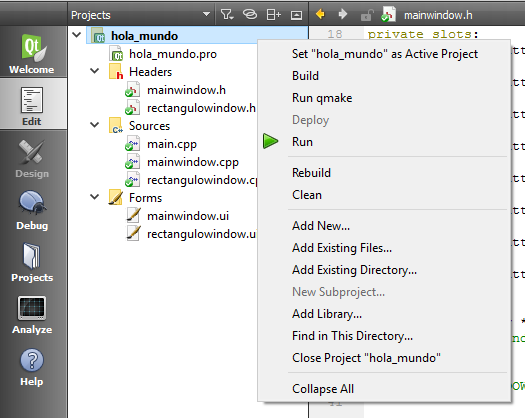 Projects
mainwindow.h
hola_mundo
hola_mundo.pro
Headers
mainwindow.h
rectangulowindow.h
Sources
main.cpp
mainwindow.cpp
rectangulowindow.cp
Forms
mainwindow.ui
rectangulowindow.u
Qt
Welcome
Edit
Design
Debug
Projects
Analyze
Help
18 private slots:
Set "hola_mundo" as Active Project
Build
Run qmake
Deploy
Run
Rebuild
Clean
Add New...
Add Existing Files...
Add Existing Directory...
New Subproject...
Add Library...
Find in This Directory...
Close Project "hola_mundo"
Collapse All